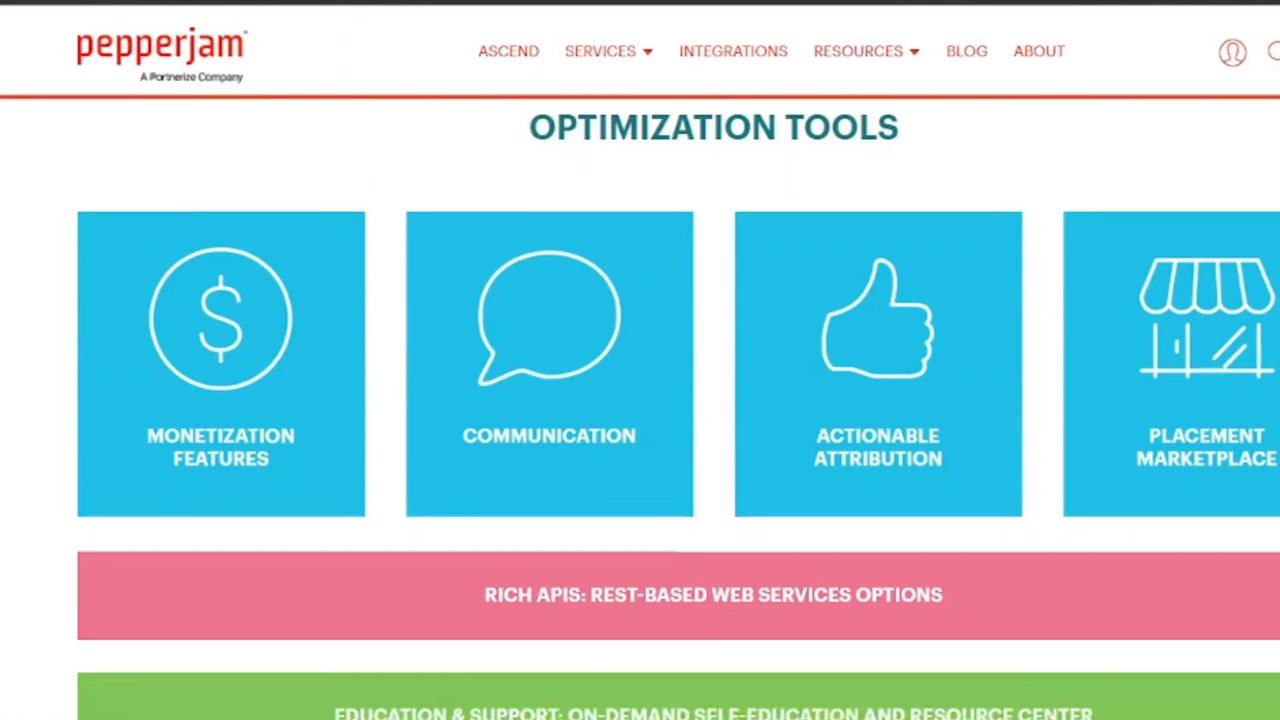 pepperjam
A Partnerize Company
ASCEND SERVICES INTEGRATIONS RESOURCES BLOG ABOUT
OPTIMIZATION TOOLS
MONETIZATION
FEATURES
COMMUNICATION
ACTIONABLE
ATTRIBUTION
PLACEMENT
MARKETPLACE
RICH APIS: REST-BASED WEB SERVICES OPTIONS
EDUCATION & SUPPORT: ON-DEMAND SELF-EDUCATION AND RESOURCE CENTER